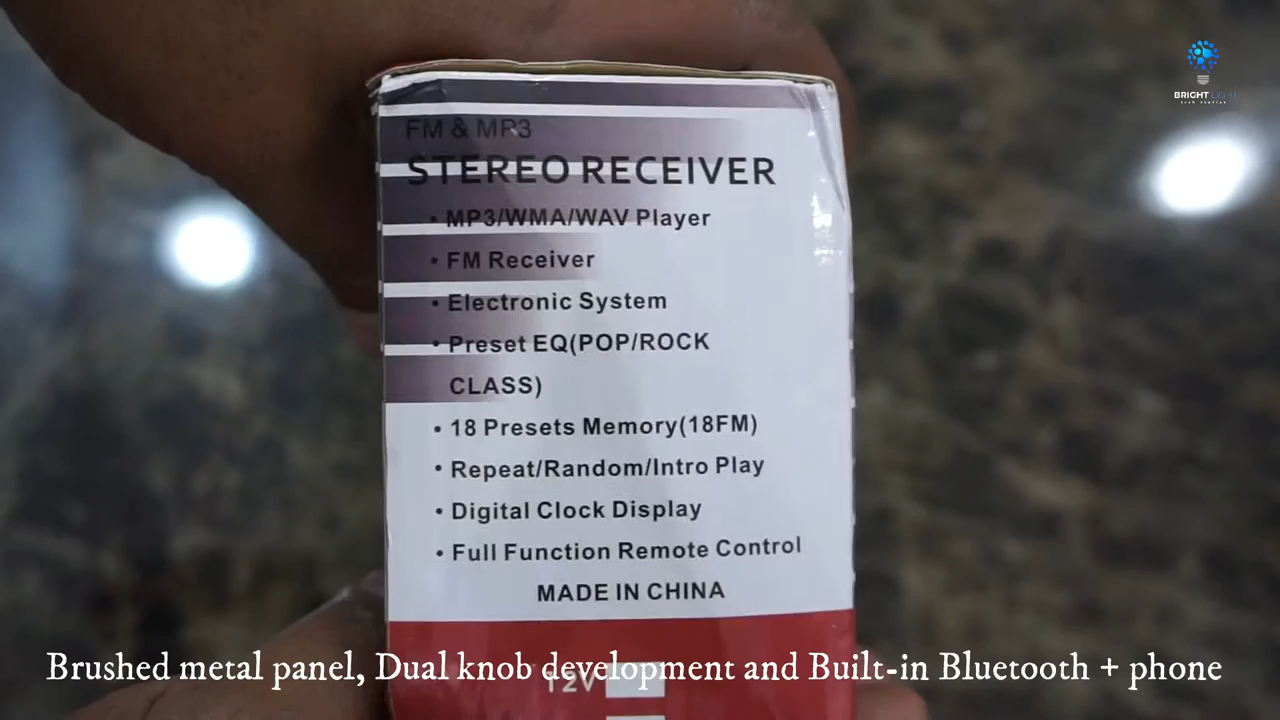 BRIGHT LIGHT
tech studios
FM & MP3
STEREO RECEIVER
• MP3/WMA/WAV Player
• FM Receiver
• Electronic System
• Preset EQ(POP/ROCK
CLASS)
• 18 Presets Memory(18FM)
• Repeat/Random/Intro Play
• Digital Clock Display
• Full Function Remote Control
MADE IN CHINA
12V
Brushed metal panel, Dual knob development and Built-in Bluetooth + phone